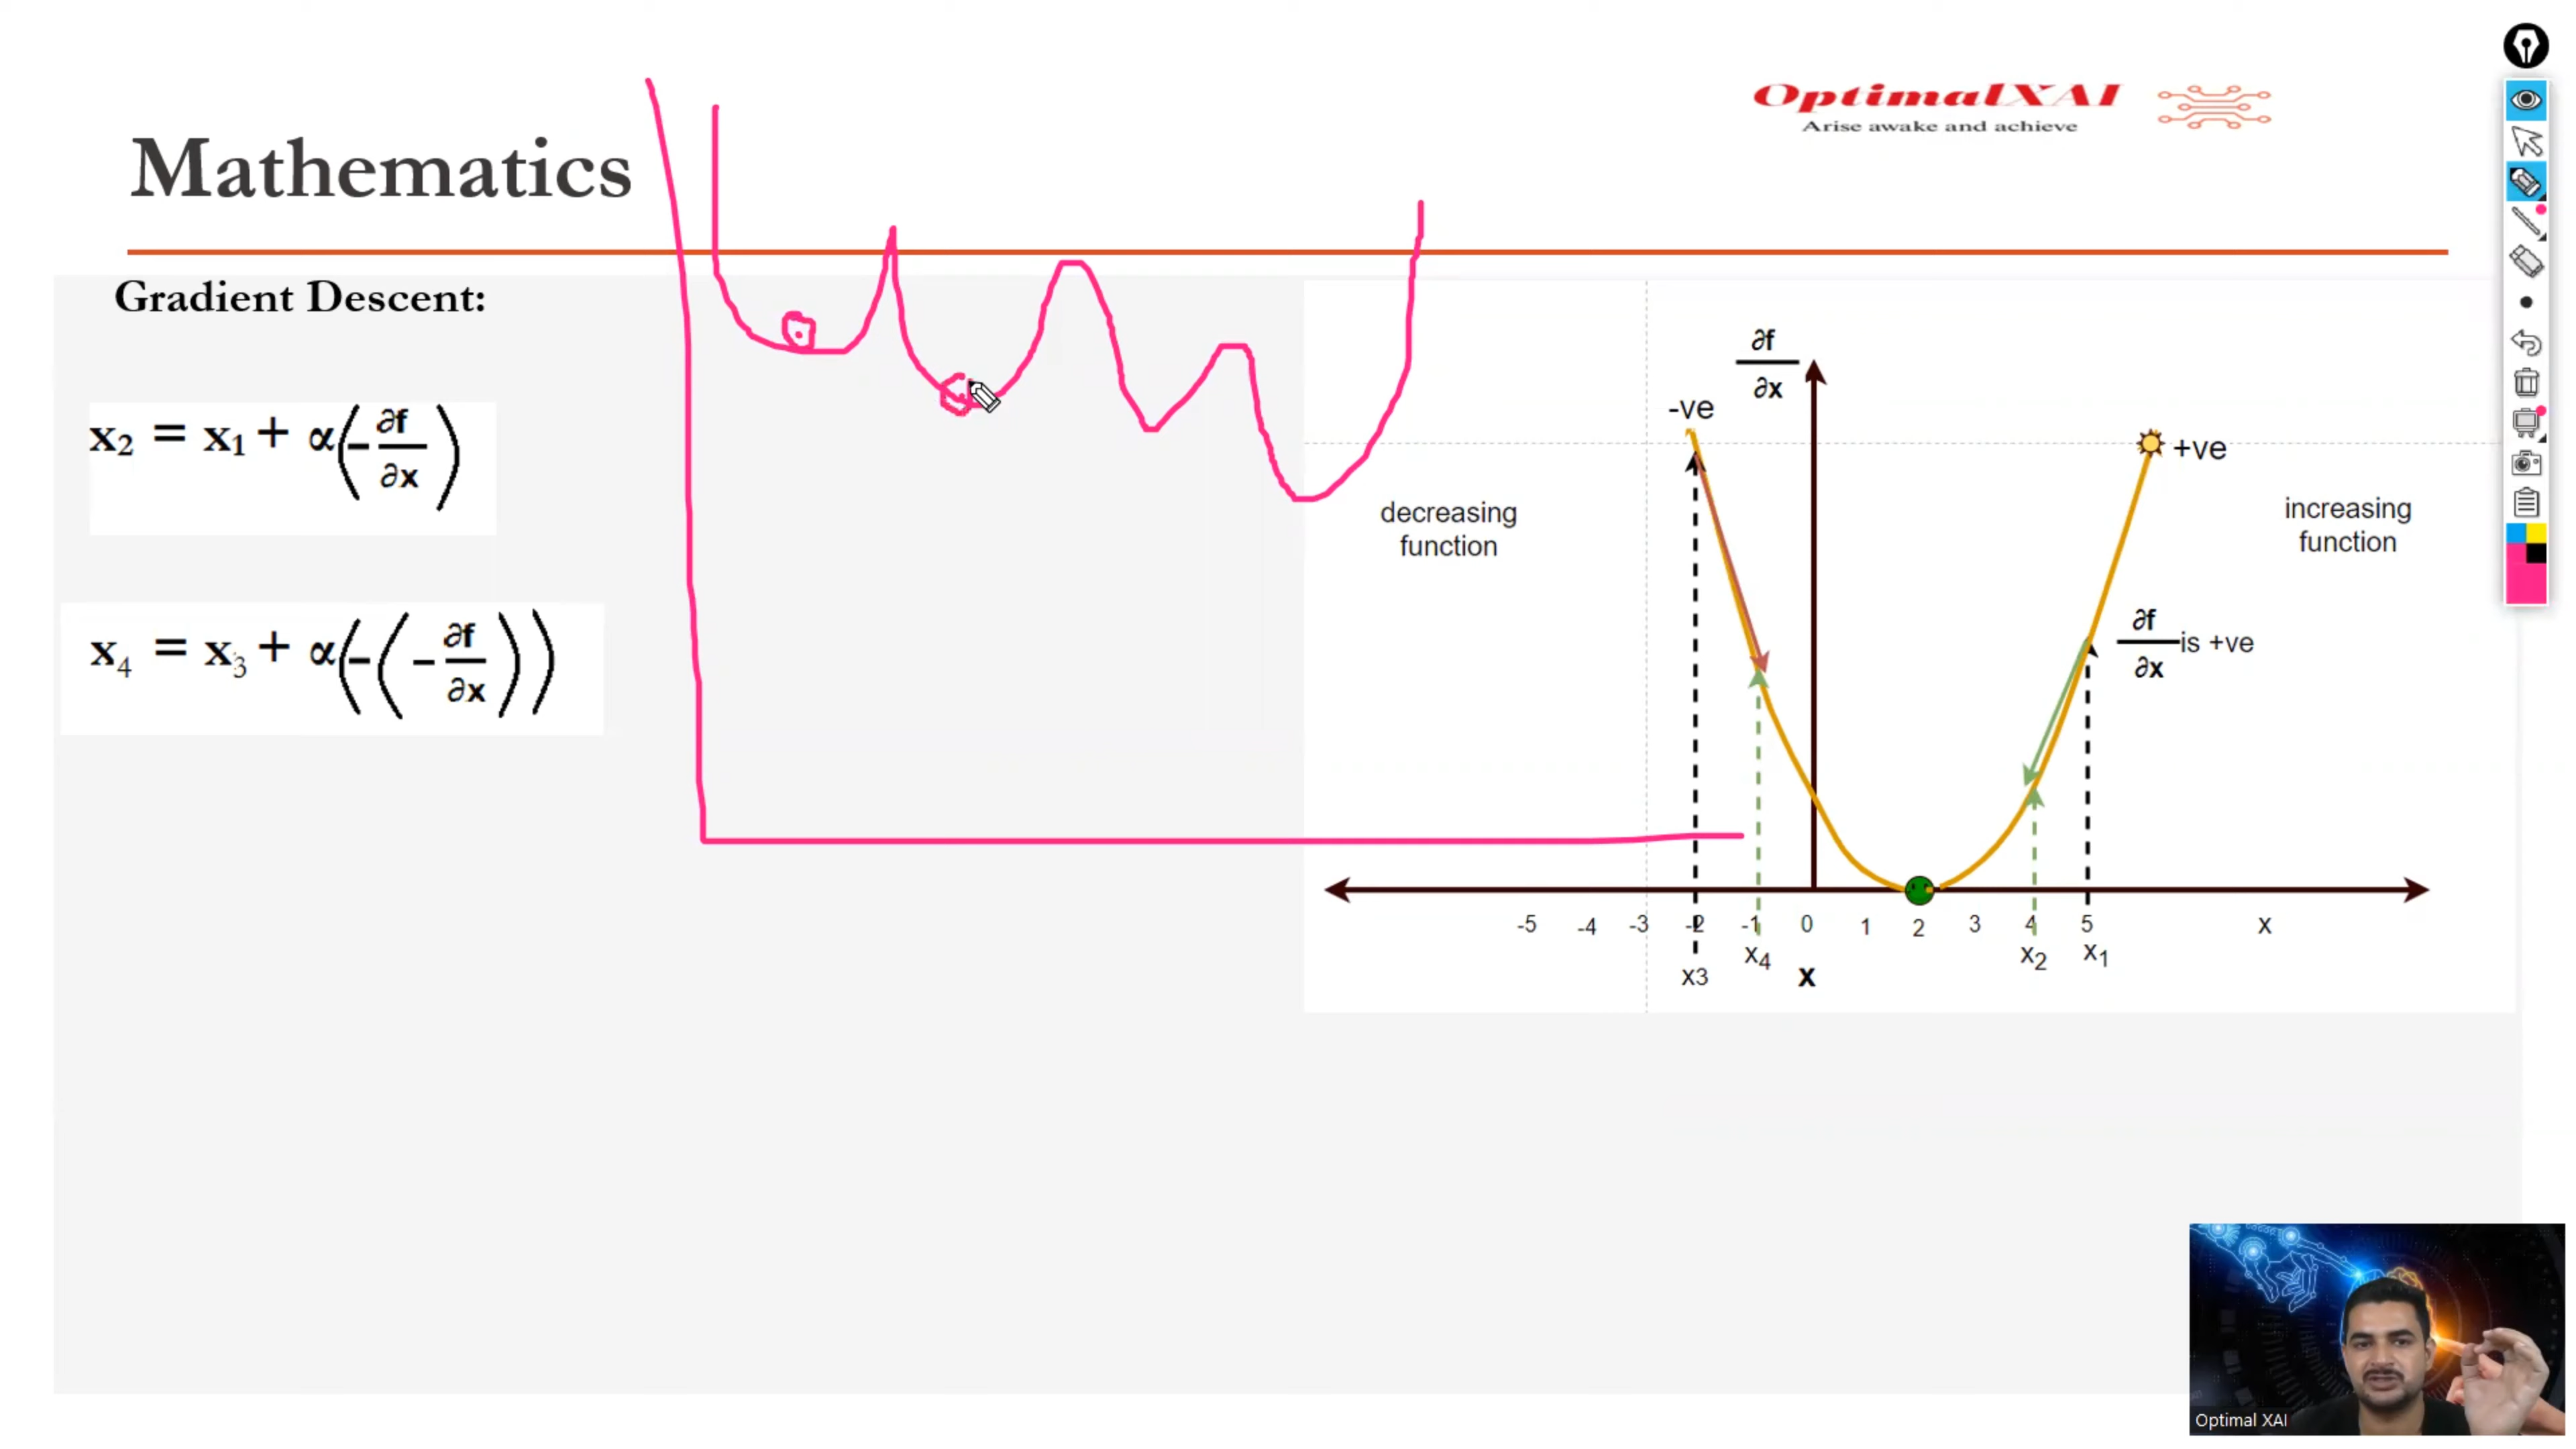 OptimalXAI
Arise awake and achieve
Mathematics
Gradient Descent:
x₂ = x₁ + α(-∂f/∂x)
x₄ = x₃ + α(-(-∂f/∂x))
∂f/∂x
-ve
+ve
decreasing
function
increasing
function
∂f/∂x is +ve
-5 -4 -3 -2 -1 0 1 2 3 4 5 x
x3 x₄ x x₂ x₁
Optimal XAI